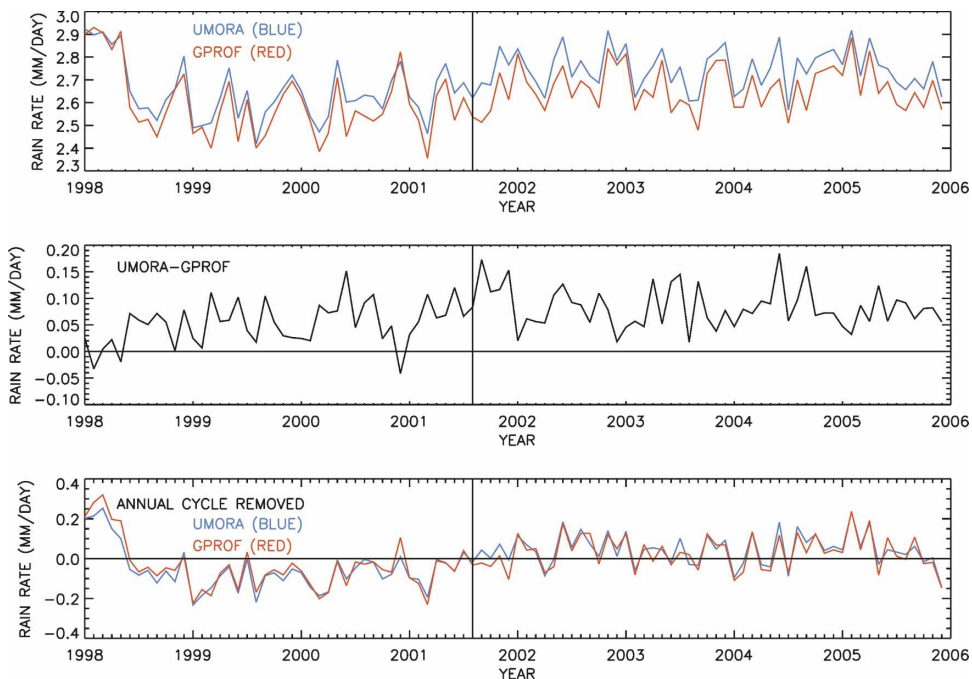 3.0
UMORA (BLUE)
GPROF (RED)
2.9
2.8
2.7
2.6
2.5
2.4
2.3
RAIN RATE (MM/DAY)
1998 1999 2000 2001 2002 2003 2004 2005 2006
YEAR
0.20
UMORA-GPROF
0.15
0.10
0.05
0.00
-0.05
-0.10
RAIN RATE (MM/DAY)
1998 1999 2000 2001 2002 2003 2004 2005 2006
YEAR
0.4
ANNUAL CYCLE REMOVED
UMORA (BLUE)
GPROF (RED)
0.2
0.0
-0.2
-0.4
RAIN RATE (MM/DAY)
1998 1999 2000 2001 2002 2003 2004 2005 2006
YEAR